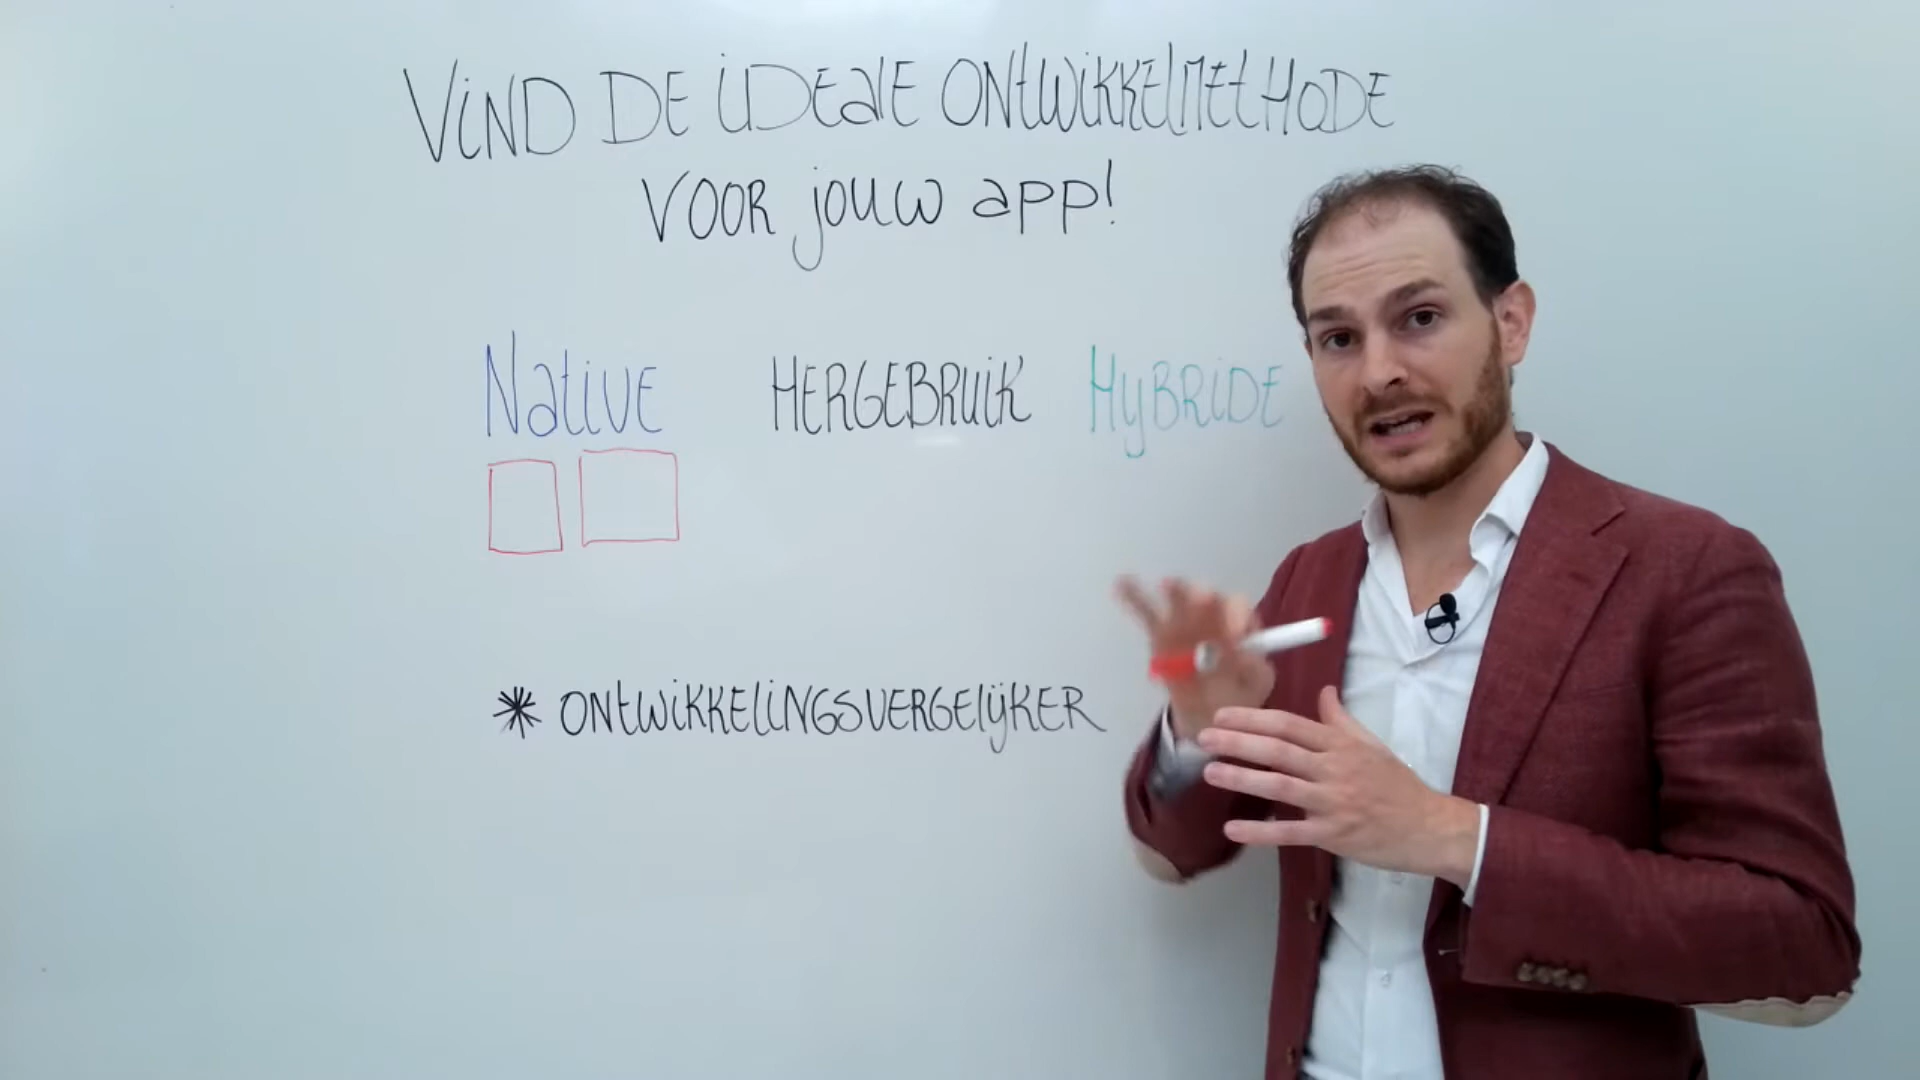 VIND DE IDEALE ONTWIKKELMETHODE
VOOR jouw app!
Native HERGEBRUIK HYBRIDE
* ONTWIKKELINGSVERGELIJKER